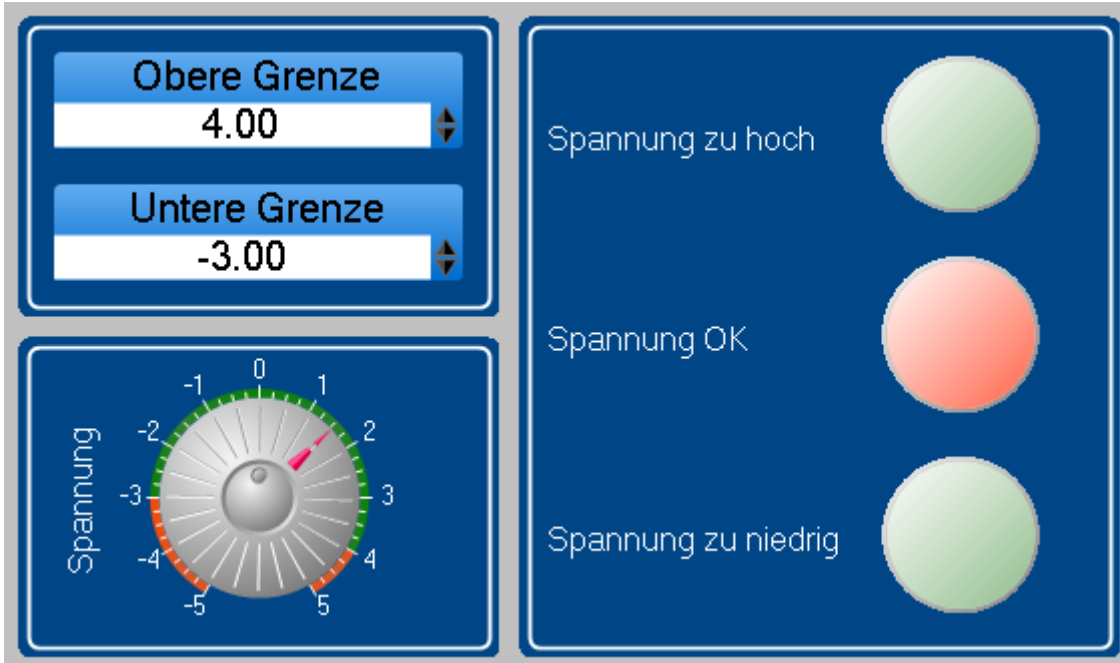 Obere Grenze
4.00
Untere Grenze
-3.00
Spannung
-5
-4
-3
-2
-1
0
1
2
3
4
5
Spannung zu hoch
Spannung OK
Spannung zu niedrig